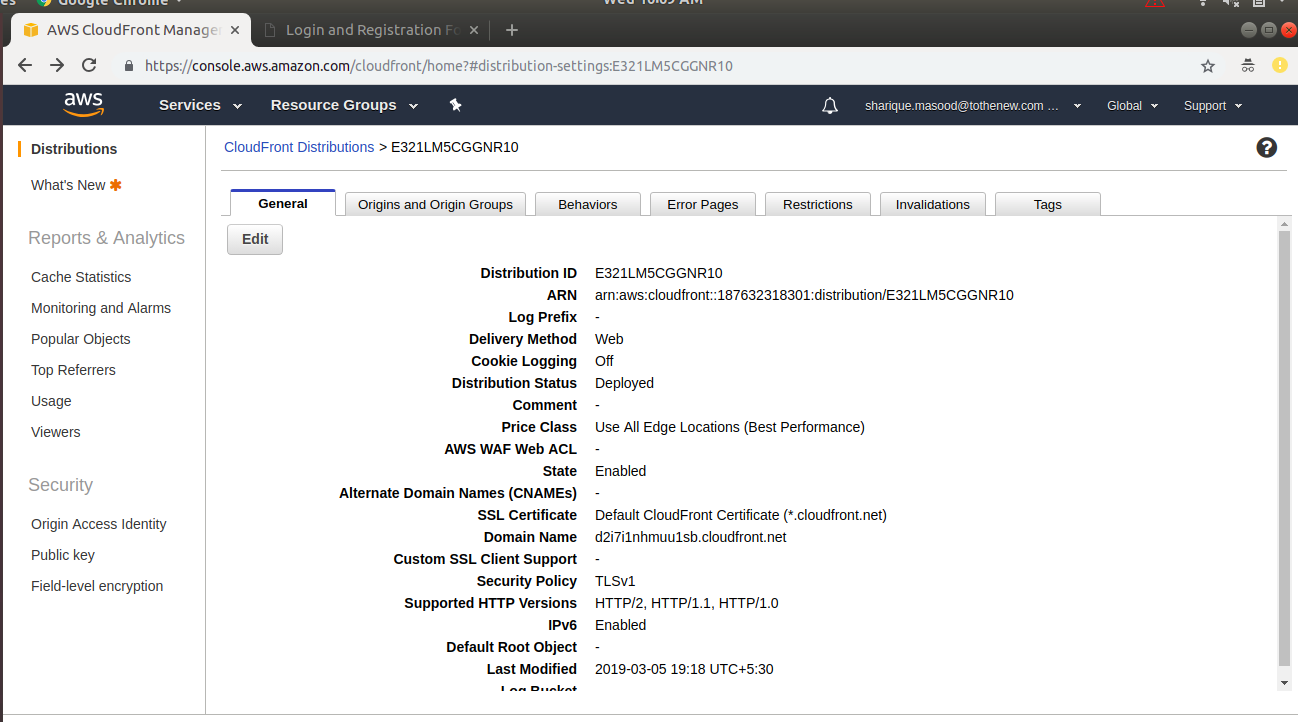 Google Chrome
AWS CloudFront Manage
Login and Registration Fo
https://console.aws.amazon.com/cloudfront/home?#distribution-settings:E321LM5CGGNR10
aws
Services
Resource Groups
sharique.masood@tothenew.com ...
Global
Support
Distributions
What's New
Reports & Analytics
Cache Statistics
Monitoring and Alarms
Popular Objects
Top Referrers
Usage
Viewers
Security
Origin Access Identity
Public key
Field-level encryption
CloudFront Distributions > E321LM5CGGNR10
General
Origins and Origin Groups
Behaviors
Error Pages
Restrictions
Invalidations
Tags
Edit
Distribution ID E321LM5CGGNR10
ARN arn:aws:cloudfront::187632318301:distribution/E321LM5CGGNR10
Log Prefix -
Delivery Method Web
Cookie Logging Off
Distribution Status Deployed
Comment -
Price Class Use All Edge Locations (Best Performance)
AWS WAF Web ACL -
State Enabled
Alternate Domain Names (CNAMEs) -
SSL Certificate Default CloudFront Certificate (*.cloudfront.net)
Domain Name d2i7i1nhmuu1sb.cloudfront.net
Custom SSL Client Support -
Security Policy TLSv1
Supported HTTP Versions HTTP/2, HTTP/1.1, HTTP/1.0
IPv6 Enabled
Default Root Object -
Last Modified 2019-03-05 19:18 UTC+5:30
Log Bucket